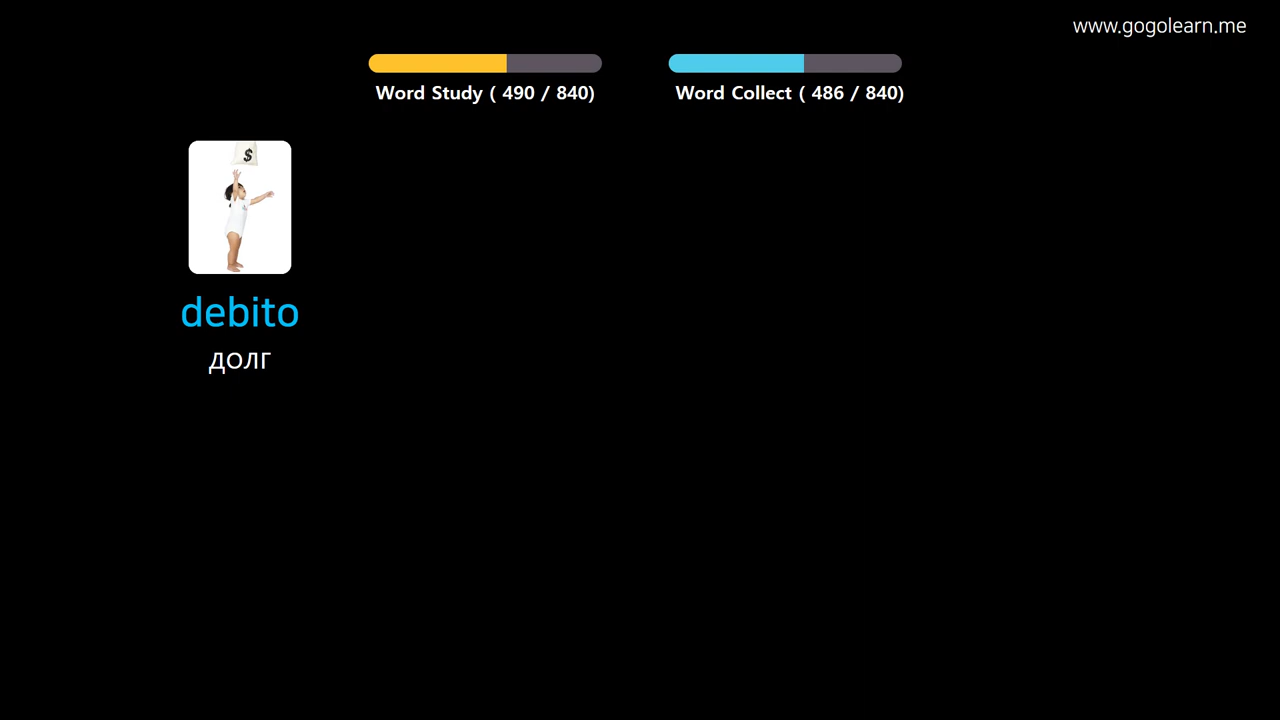 www.gogolearn.me
Word Study ( 490 / 840)
Word Collect ( 486 / 840)
$
debito
долг